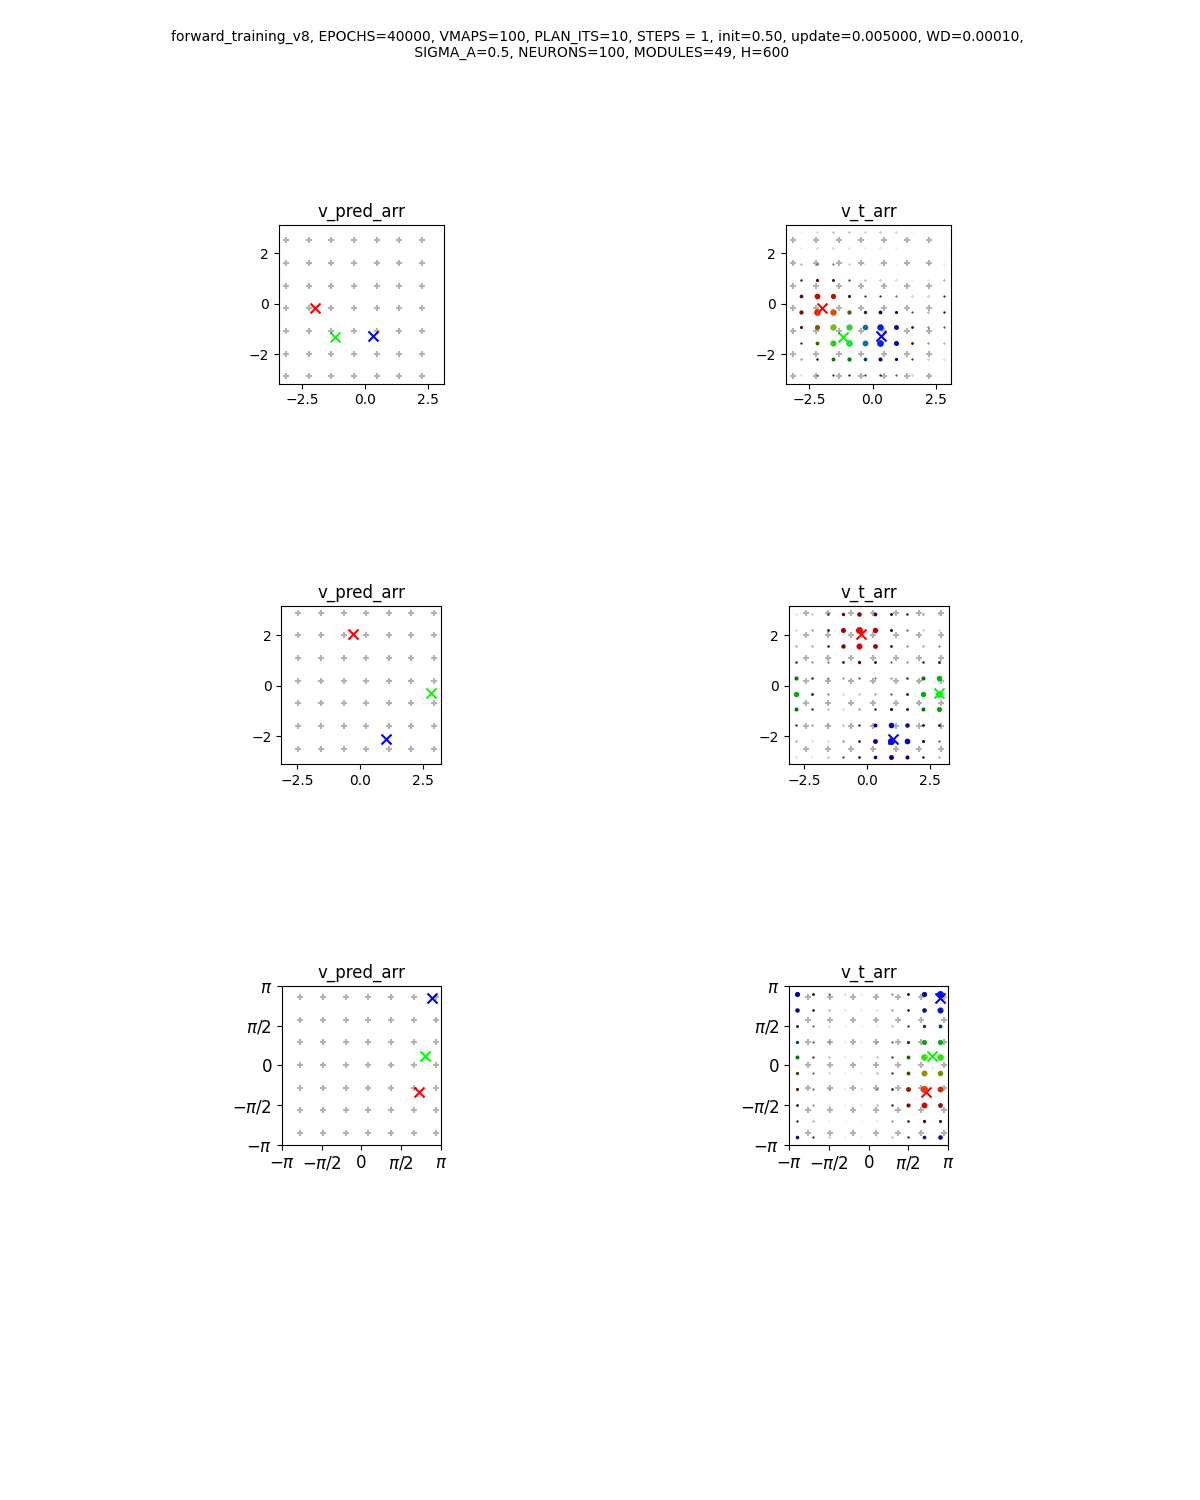 forward_training_v8, EPOCHS=40000, VMAPS=100, PLAN_ITS=10, STEPS = 1, init=0.50, update=0.005000, WD=0.00010,
SIGMA_A=0.5, NEURONS=100, MODULES=49, H=600
v_pred_arr
2
0
−2
−2.5 0.0 2.5
v_t_arr
2
0
−2
−2.5 0.0 2.5
v_pred_arr
2
0
−2
−2.5 0.0 2.5
v_t_arr
2
0
−2
−2.5 0.0 2.5
v_pred_arr
π
π/2
0
−π/2
−π
−π −π/2 0 π/2 π
v_t_arr
π
π/2
0
−π/2
−π
−π −π/2 0 π/2 π